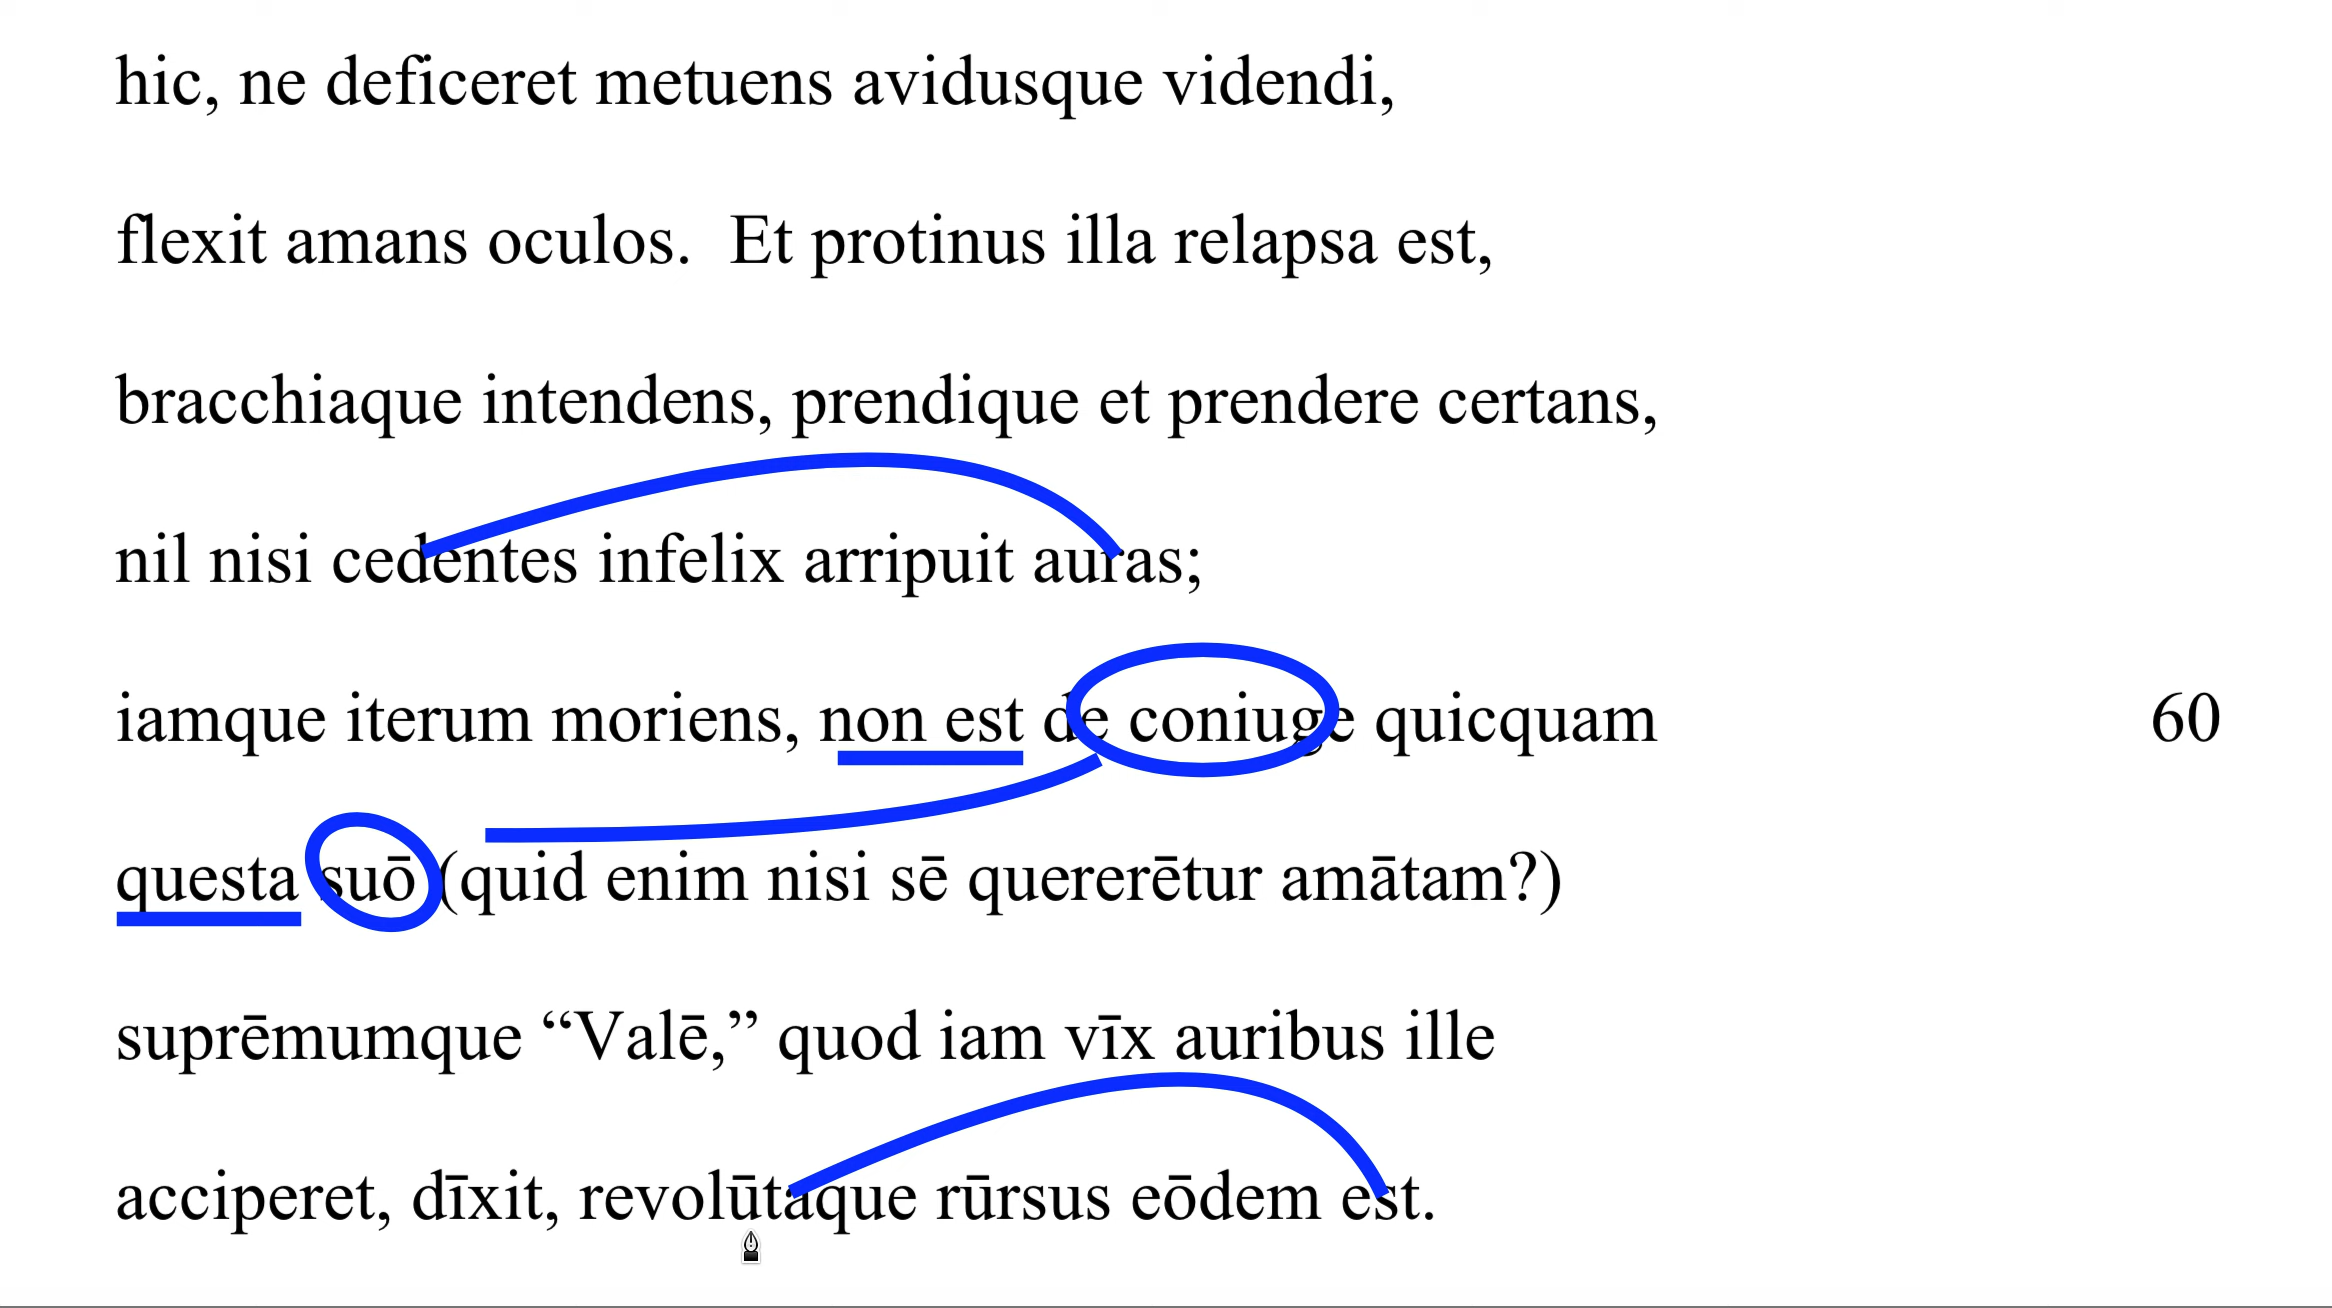 hic, ne deficeret metuens avidusque videndi,
flexit amans oculos.  Et protinus illa relapsa est,
bracchiaque intendens, prendique et prendere certans,
nil nisi cedentes infelix arripuit auras;
iamque iterum moriens, non est de coniuge quicquam 60
questa suō (quid enim nisi sē quererētur amātam?)
suprēmumque “Valē,” quod iam vīx auribus ille
acciperet, dīxit, revolūtaque rūrsus eōdem est.